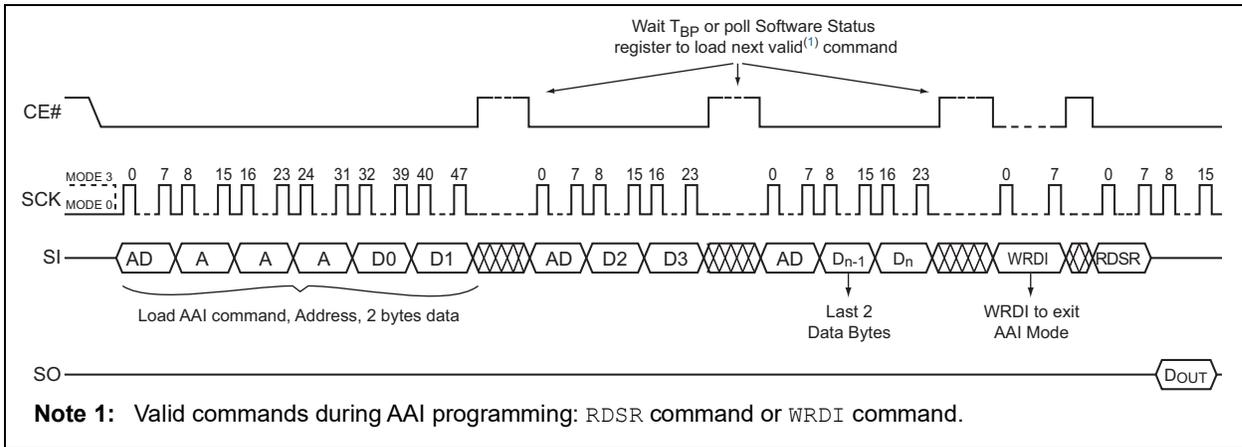 Wait TBP or poll Software Status
register to load next valid(1) command
CE#
MODE 3
MODE 0
SCK
0 7 8 15 16 23 24 31 32 39 40 47 0 7 8 15 16 23 0 7 8 15 16 23 0 7 0 7 8 15
SI
AD A A A D0 D1 AD D2 D3 AD Dn-1 Dn WRDI RDSR
Load AAI command, Address, 2 bytes data
Last 2
Data Bytes
WRDI to exit
AAI Mode
SO
DOUT
Note 1: Valid commands during AAI programming: RDSR command or WRDI command.